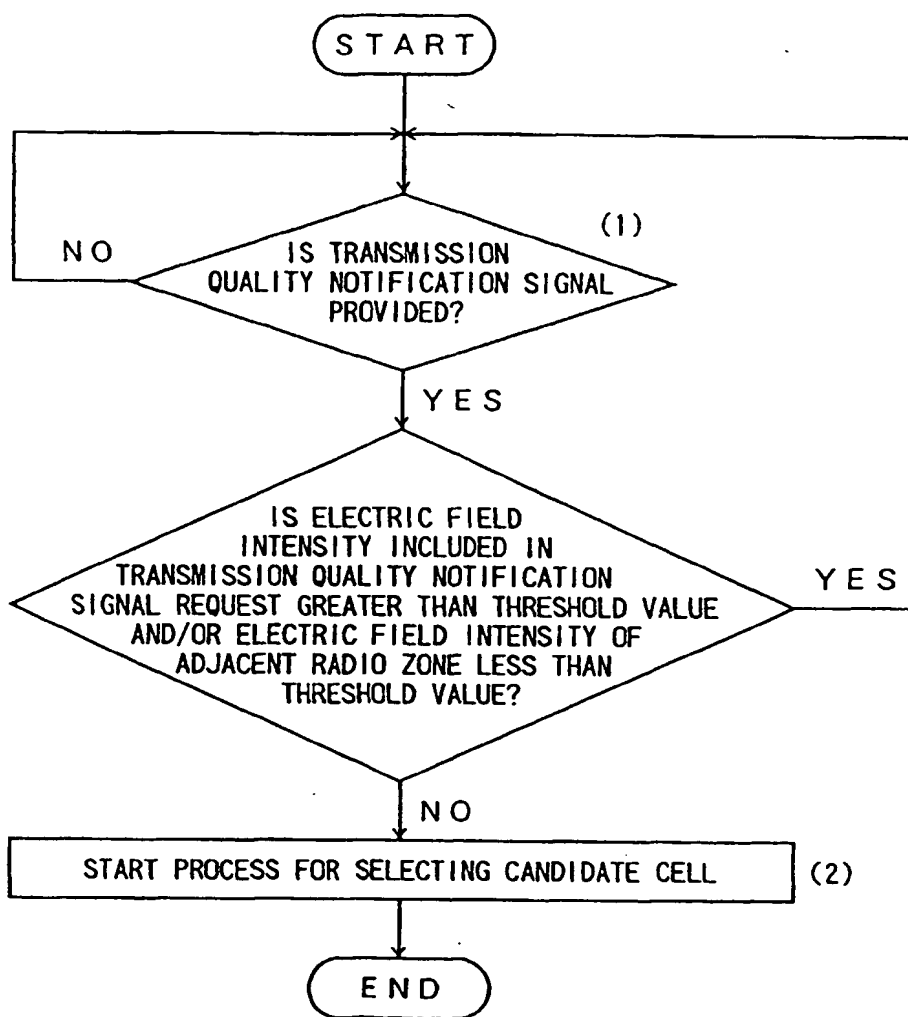 START
(1)
NO
IS TRANSMISSION
QUALITY NOTIFICATION SIGNAL
PROVIDED?
YES
IS ELECTRIC FIELD
INTENSITY INCLUDED IN
TRANSMISSION QUALITY NOTIFICATION
SIGNAL REQUEST GREATER THAN THRESHOLD VALUE
AND/OR ELECTRIC FIELD INTENSITY OF
ADJACENT RADIO ZONE LESS THAN
THRESHOLD VALUE?
YES
NO
START PROCESS FOR SELECTING CANDIDATE CELL
(2)
END